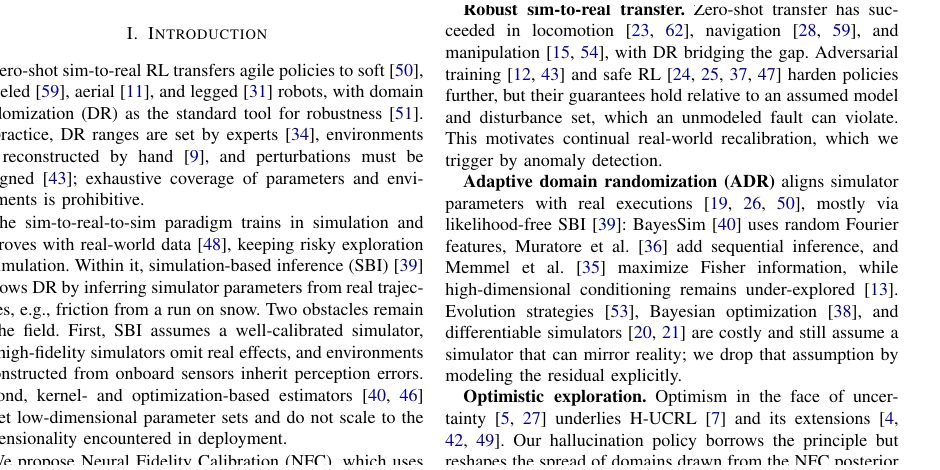 I. INTRODUCTION
ero-shot sim-to-real RL transfers agile policies to soft [50],
eled [59], aerial [11], and legged [31] robots, with domain
domization (DR) as the standard tool for robustness [51].
ractice, DR ranges are set by experts [34], environments
reconstructed by hand [9], and perturbations must be
gned [43]; exhaustive coverage of parameters and envi-
ments is prohibitive.
he sim-to-real-to-sim paradigm trains in simulation and
roves with real-world data [48], keeping risky exploration
imulation. Within it, simulation-based inference (SBI) [39]
ows DR by inferring simulator parameters from real trajec-
es, e.g., friction from a run on snow. Two obstacles remain
he field. First, SBI assumes a well-calibrated simulator,
high-fidelity simulators omit real effects, and environments
onstructed from onboard sensors inherit perception errors.
ond, kernel- and optimization-based estimators [40, 46]
et low-dimensional parameter sets and do not scale to the
ensionality encountered in deployment.
We propose Neural Fidelity Calibration (NFC), which uses
Robust sim-to-real transfer. Zero-shot transfer has suc-
ceeded in locomotion [23, 62], navigation [28, 59], and
manipulation [15, 54], with DR bridging the gap. Adversarial
training [12, 43] and safe RL [24, 25, 37, 47] harden policies
further, but their guarantees hold relative to an assumed model
and disturbance set, which an unmodeled fault can violate.
This motivates continual real-world recalibration, which we
trigger by anomaly detection.
Adaptive domain randomization (ADR) aligns simulator
parameters with real executions [19, 26, 50], mostly via
likelihood-free SBI [39]: BayesSim [40] uses random Fourier
features, Muratore et al. [36] add sequential inference, and
Memmel et al. [35] maximize Fisher information, while
high-dimensional conditioning remains under-explored [13].
Evolution strategies [53], Bayesian optimization [38], and
differentiable simulators [20, 21] are costly and still assume a
simulator that can mirror reality; we drop that assumption by
modeling the residual explicitly.
Optimistic exploration. Optimism in the face of uncer-
tainty [5, 27] underlies H-UCRL [7] and its extensions [4,
42, 49]. Our hallucination policy borrows the principle but
reshapes the spread of domains drawn from the NFC posterior